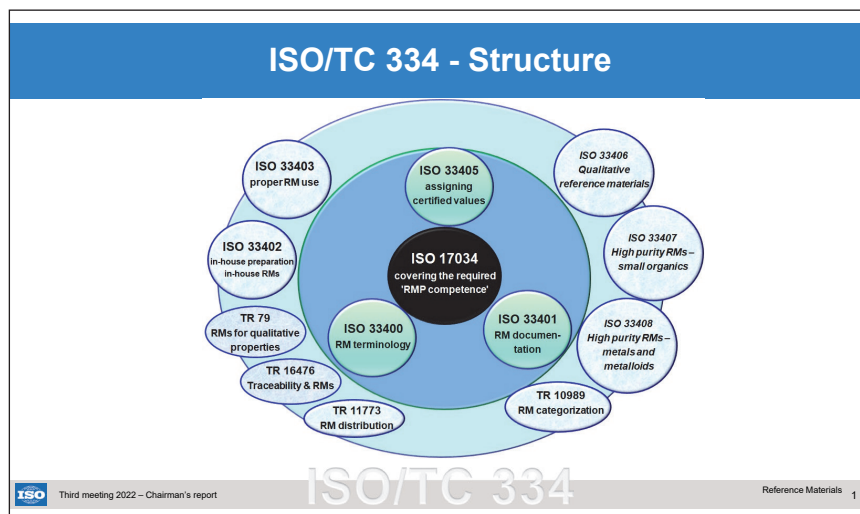 ISO/TC 334 - Structure
ISO 33403
proper RM use
ISO 33405
assigning
certified values
ISO 33406
Qualitative
reference materials
ISO 33402
in-house preparation
in-house RMs
ISO 17034
covering the required
'RMP competence'
ISO 33407
High purity RMs –
small organics
TR 79
RMs for qualitative
properties
ISO 33400
RM terminology
ISO 33401
RM documen-
tation
ISO 33408
High purity RMs –
metals and
metalloids
TR 16476
Traceability & RMs
TR 11773
RM distribution
TR 10989
RM categorization
ISO/TC 334
ISO
Third meeting 2022 – Chairman's report
Reference Materials 1